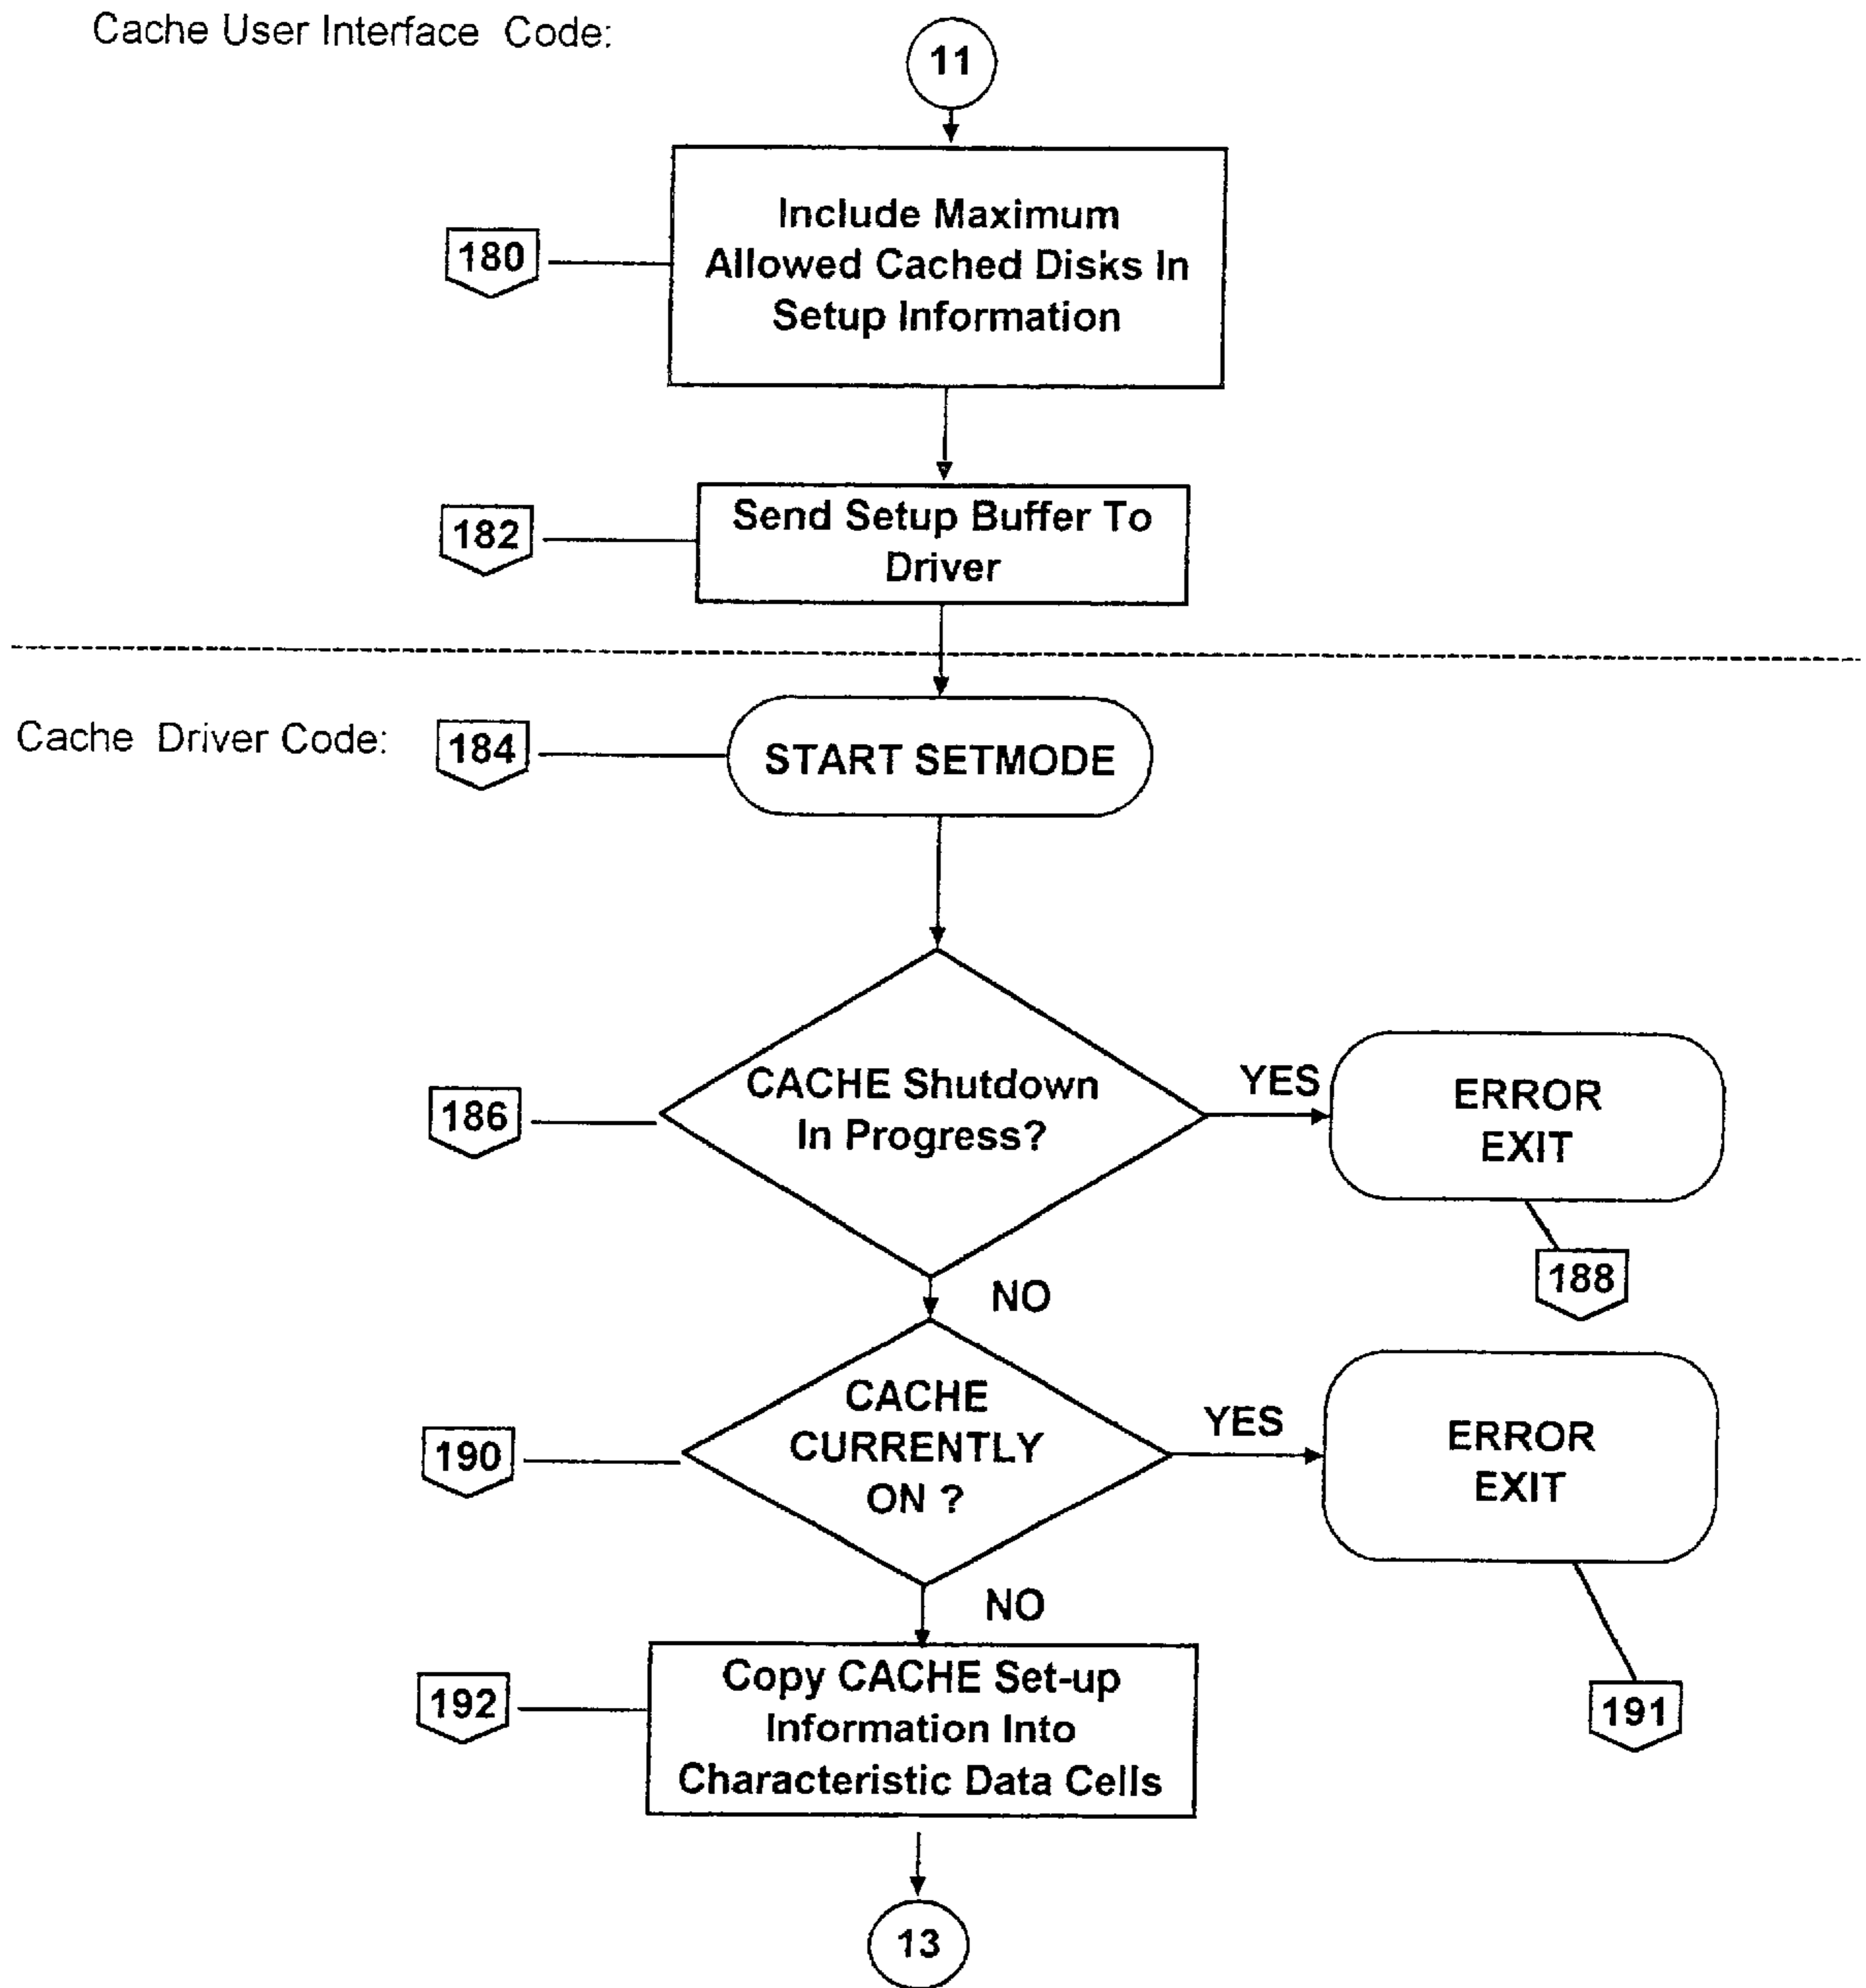 Cache User Interface Code:
11
Include Maximum
Allowed Cached Disks In
Setup Information
180
Send Setup Buffer To
Driver
182
Cache Driver Code:
184
START SETMODE
186
CACHE Shutdown
In Progress?
YES
ERROR
EXIT
188
NO
190
CACHE
CURRENTLY
ON ?
YES
ERROR
EXIT
191
NO
192
Copy CACHE Set-up
Information Into
Characteristic Data Cells
13